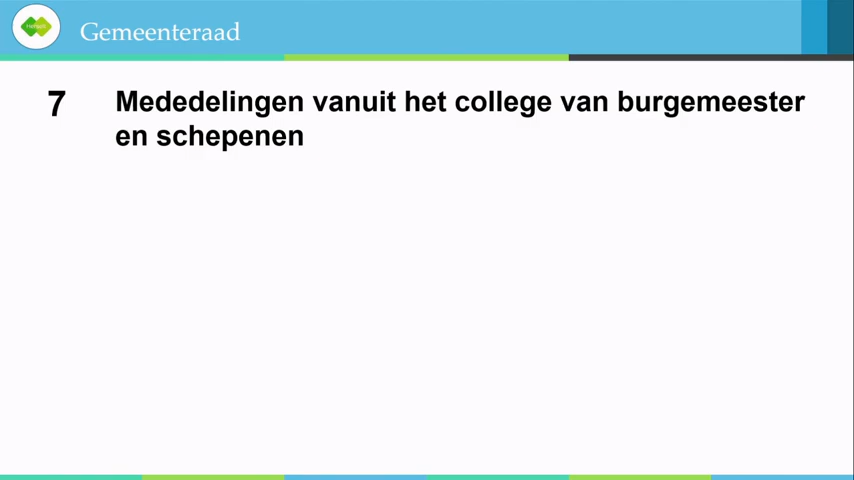 Gemeenteraad
7 Mededelingen vanuit het college van burgemeester
en schepenen